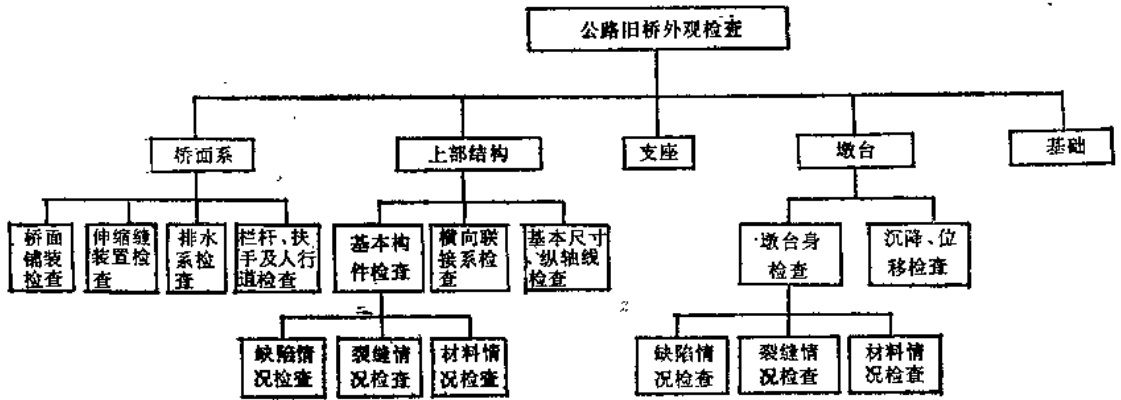 公路旧桥外观检查
桥面系
上部结构
支座
墩台
基础
桥面
铺装
检查
伸缩缝
装置检
查
排水
系检
查
栏杆、扶
手及人行
道检查
基本构
件检查
横向联
接系检
查
基本尺寸
、纵轴线
检查
墩台身
检查
沉降、位
移检查
缺陷情
况检查
裂缝情
况检查
材料情
况检查
缺陷情
况检查
裂缝情
况检查
材料情
况检查